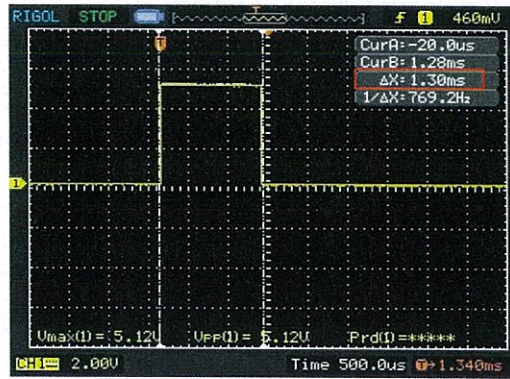 RIGOL STOP T f 1 460mV
T
CurA=-20.0us
CurB=1.28ms
ΔX=1.30ms
1/ΔX=769.2Hz
1
Vmax(1)= 5.12V Vpp(1)= 5.12V Prd(1)=*****
CH1 2.00V Time 500.0us T→1.340ms